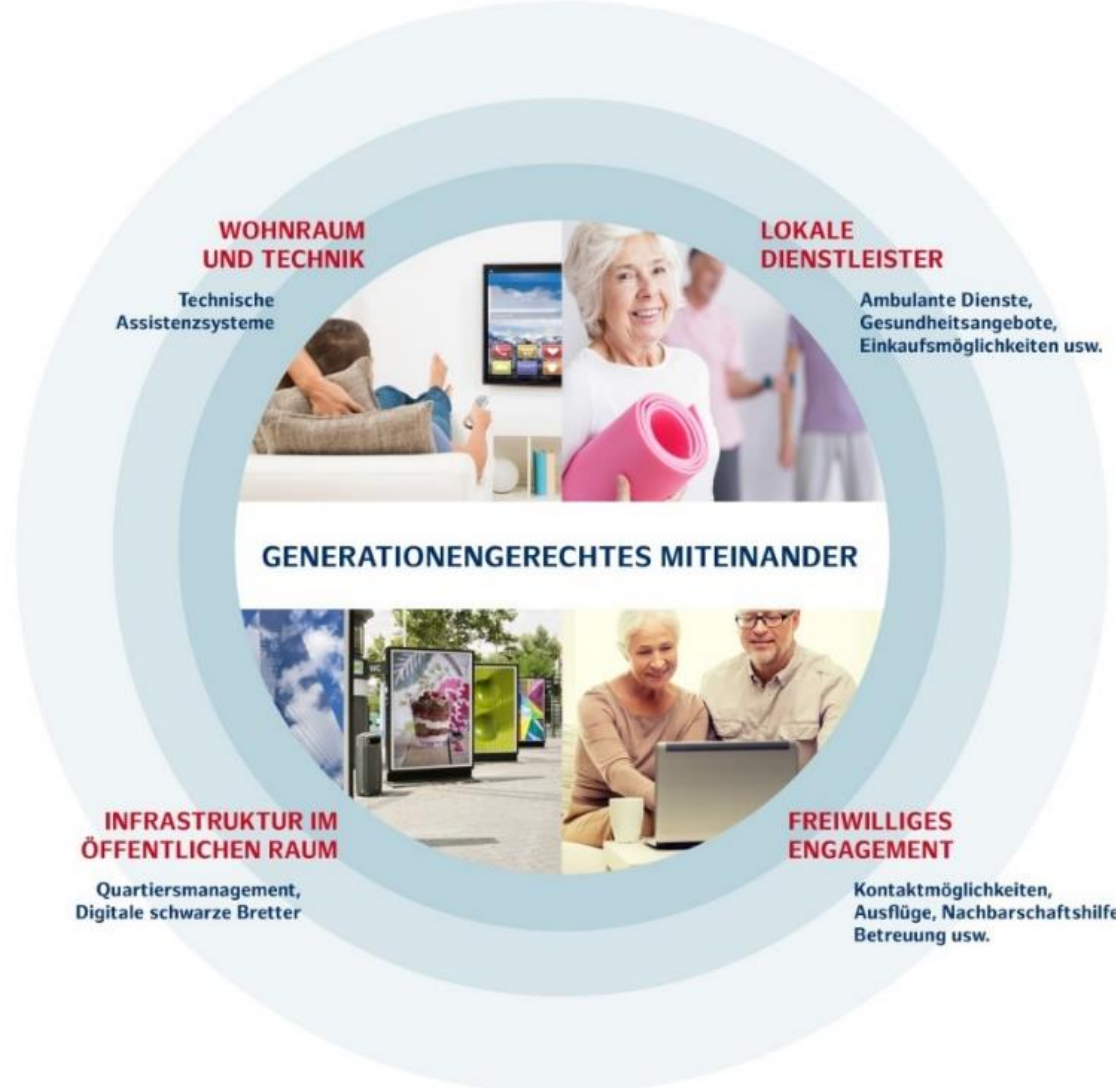 WOHNRAUM
UND TECHNIK
Technische
Assistenzsysteme
LOKALE
DIENSTLEISTER
Ambulante Dienste,
Gesundheitsangebote,
Einkaufsmöglichkeiten usw.
GENERATIONENGERECHTES MITEINANDER
INFRASTRUKTUR IM
ÖFFENTLICHEN RAUM
Quartiersmanagement,
Digitale schwarze Bretter
FREIWILLIGES
ENGAGEMENT
Kontaktmöglichkeiten,
Ausflüge, Nachbarschaftshilfe
Betreuung usw.